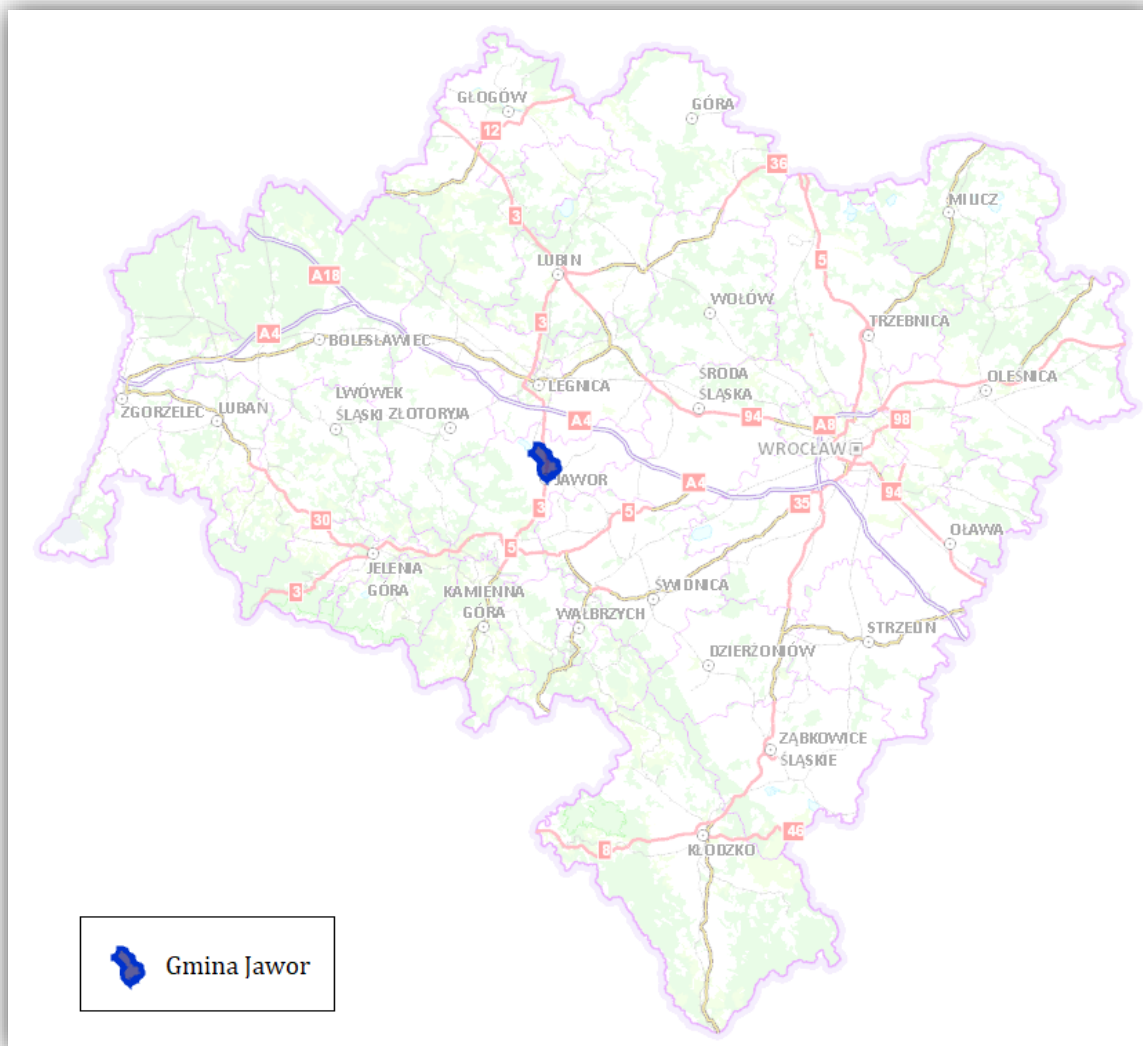 GŁOGÓW
GÓRA
12
36
MILICZ
3
LUBIN
5
A18
WOŁÓW
3
TRZEBNICA
A4
BOLESŁAWIEC
LEGNICA
ŚRODA
ŚLĄSKA
OLEŚNICA
ZGORZELEC
LUBAN
LWÓWEK
ŚLĄSKI
ZŁOTORYJA
A4
94
A8
98
WROCŁAW
JAWOR
A4
94
3
5
35
30
5
OŁAWA
JELENIA
GÓRA
3
KAMIENNA
GÓRA
ŚWIDNICA
WAŁBRZYCH
STRZELIN
DZIERŻONIÓW
ZĄBKOWICE
ŚLĄSKIE
46
8
KŁODZKO
Gmina Jawor